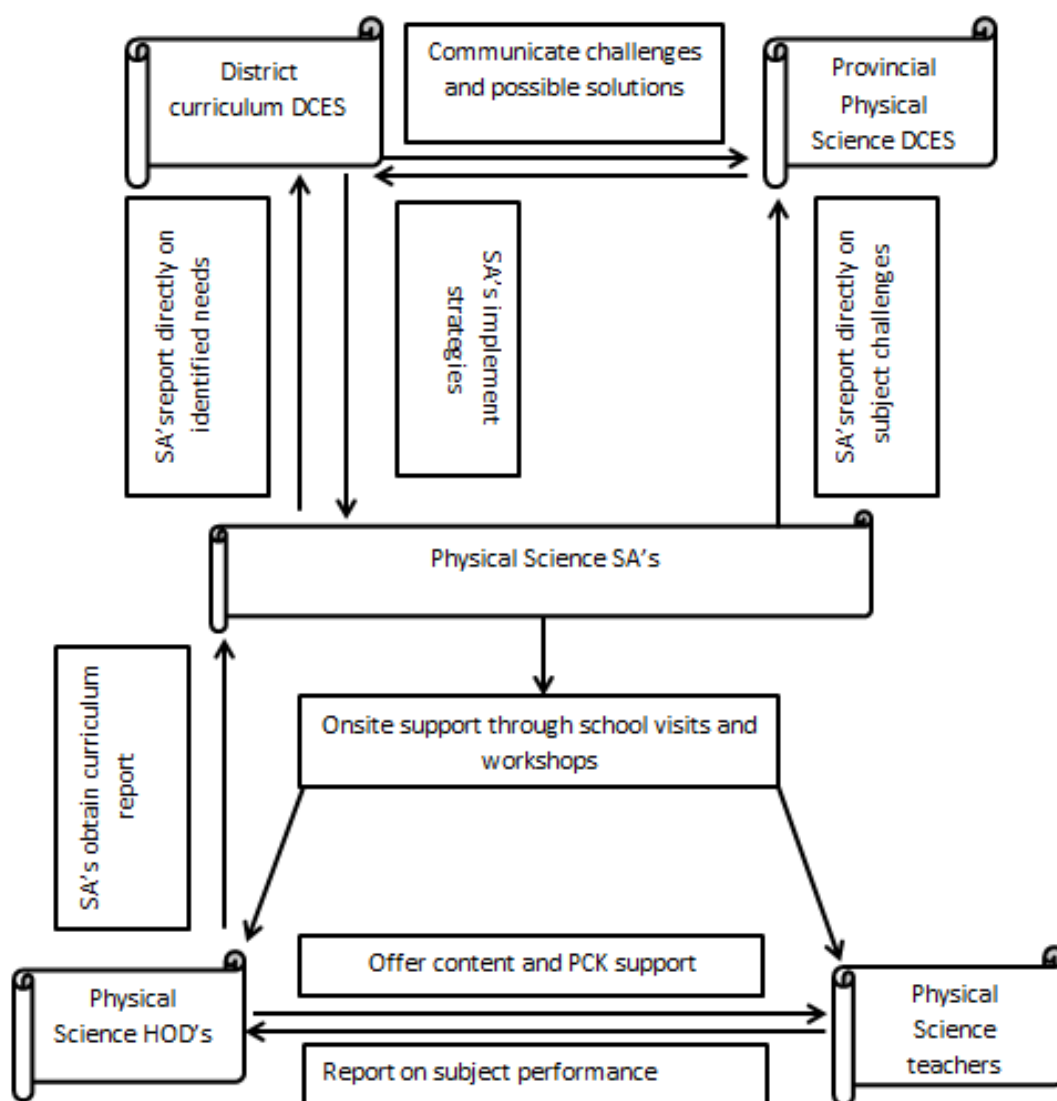 District
curriculum DCES
Communicate challenges
and possible solutions
Provincial
Physical
Science DCES
SA'sreport directly on
identified needs
SA's implement
strategies
SA'sreport directly on
subject challenges
Physical Science SA's
SA's obtain curriculum
report
Onsite support through school visits and
workshops
Offer content and PCK support
Physical
Science HOD's
Physical
Science
teachers
Report on subject performance